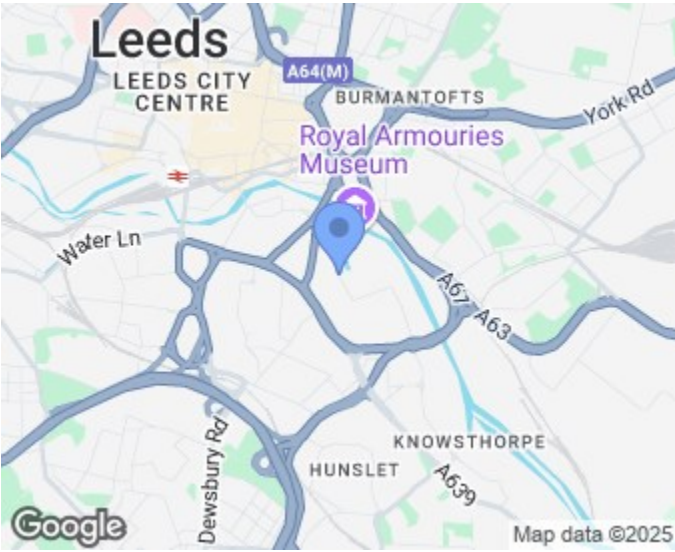 Leeds
LEEDS CITY
CENTRE
A64(M)
BURMANTOFTS
York Rd
Royal Armouries
Museum
Water Ln
A67
A63
KNOWSTHORPE
HUNSLET
A639
Dewsbury Rd
Google
Map data ©2025